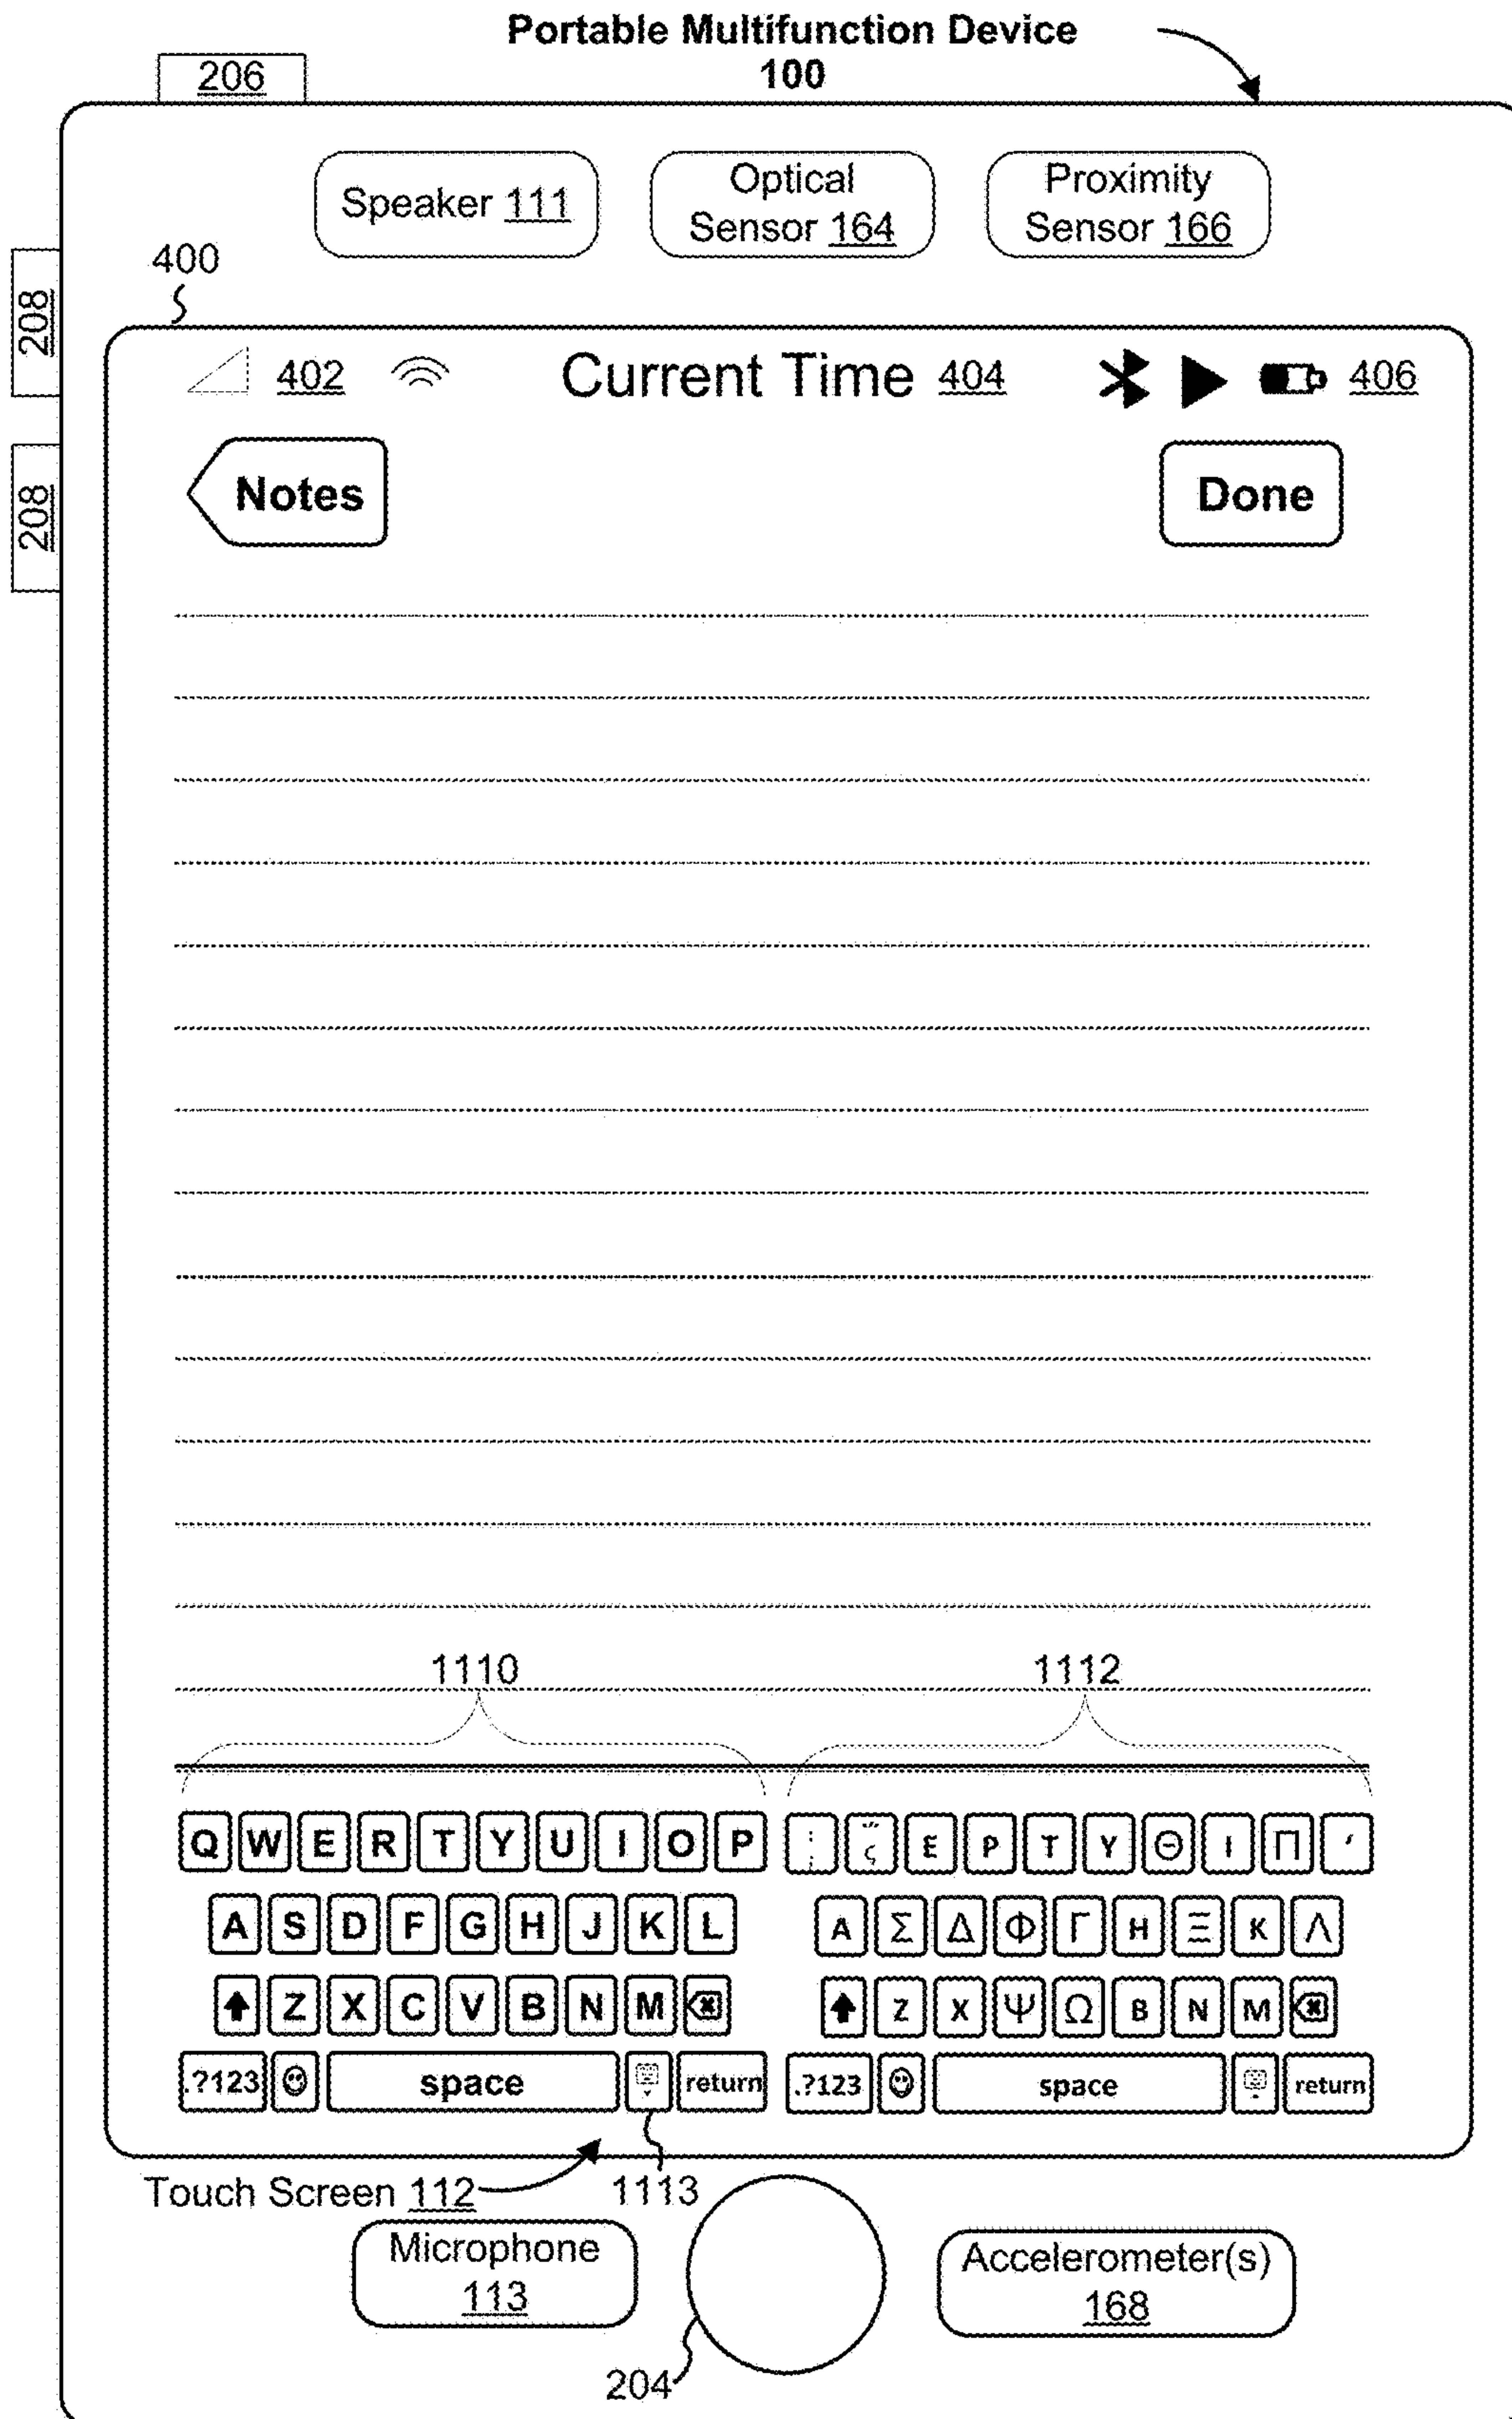 Portable Multifunction Device
100
206
Speaker 111
Optical
Sensor 164
Proximity
Sensor 166
400
208
402 Current Time 404 406
Notes Done
208
1110 1112
Q W E R T Y U I O P : ς Ε Ρ Τ Υ Θ Ι Π ‘
A S D F G H J K L Α Σ Δ Φ Γ Η Ξ Κ Λ
Z X C V B N M Ζ Χ Ψ Ω Β Ν Μ
.?123 space return .?123 space return
Touch Screen 112 1113
Microphone
113
Accelerometer(s)
168
204